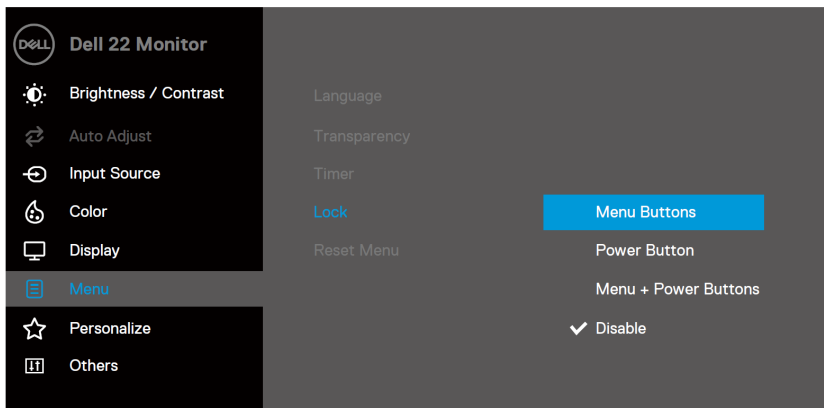 DELL
Dell 22 Monitor
Brightness / Contrast
Auto Adjust
Input Source
Color
Display
Menu
Personalize
Others
Language
Transparency
Timer
Lock
Reset Menu
Menu Buttons
Power Button
Menu + Power Buttons
Disable